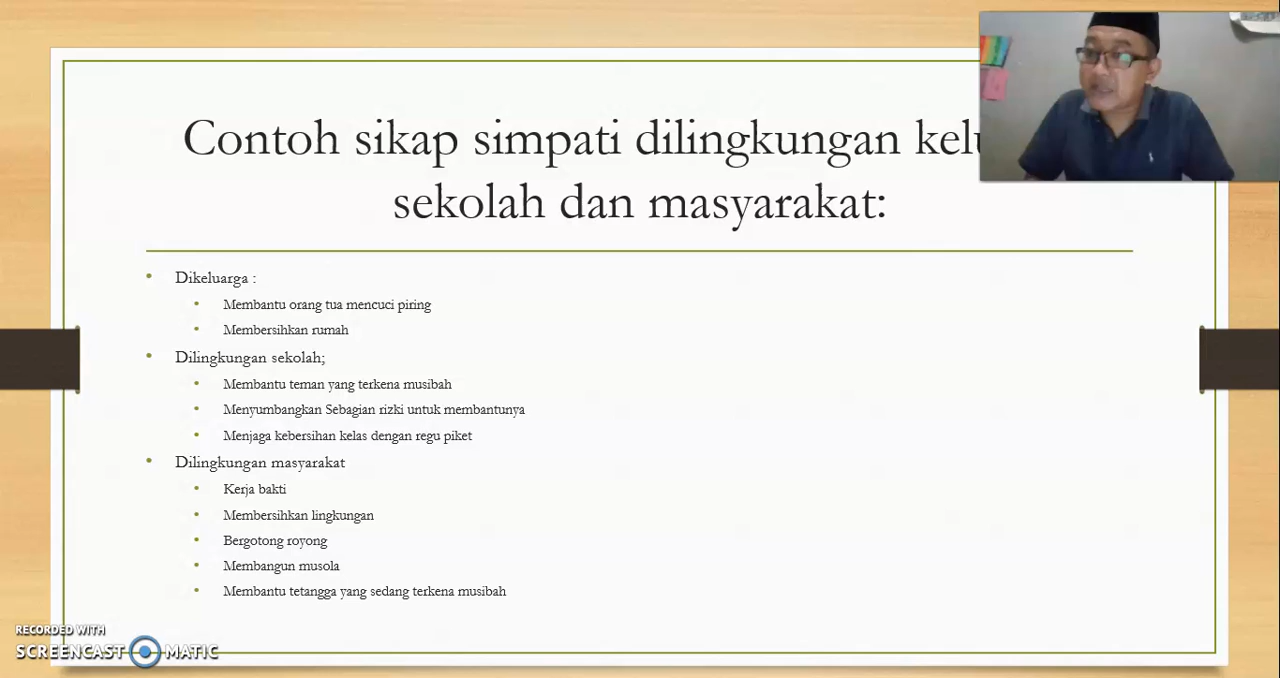 Contoh sikap simpati dilingkungan
sekolah dan masyarakat:
Dikeluarga :
Membantu orang tua mencuci piring
Membersihkan rumah
Dilingkungan sekolah;
Membantu teman yang terkena musibah
Menyumbangkan Sebagian rizki untuk membantunya
Menjaga kebersihan kelas dengan regu piket
Dilingkungan masyarakat
Kerja bakti
Membersihkan lingkungan
Bergotong royong
Membangun musola
Membantu tetangga yang sedang terkena musibah
RECORDED WITH
SCREENCAST MATIC